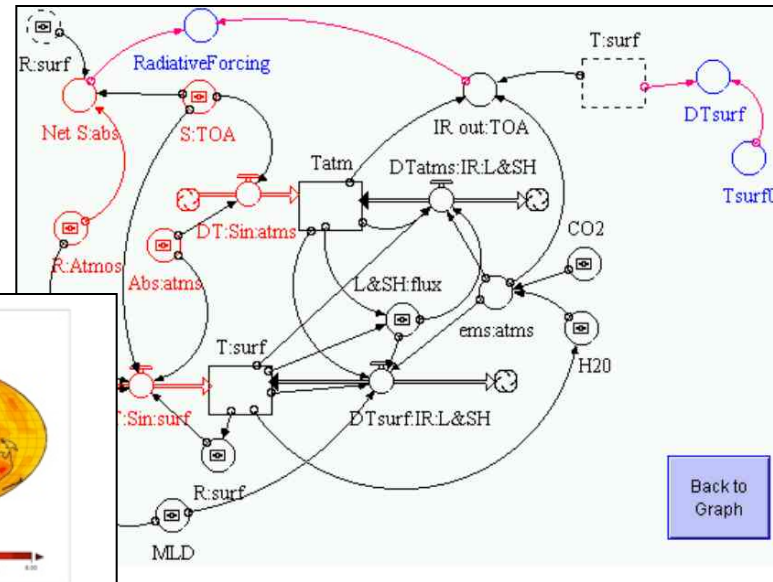 T:surf
R:surf
RadiativeForcing
DTsurf
Net S:abs
S:TOA
IR out:TOA
Tatm
DTatms:IR:L&SH
DT:Sin:atms
R:Atmos
Abs:atms
CO2
L&SH:flux
ems:atms
H20
T:surf
:Sin:surf
DTsurf:IR:L&SH
R:surf
MLD
Back to
Graph